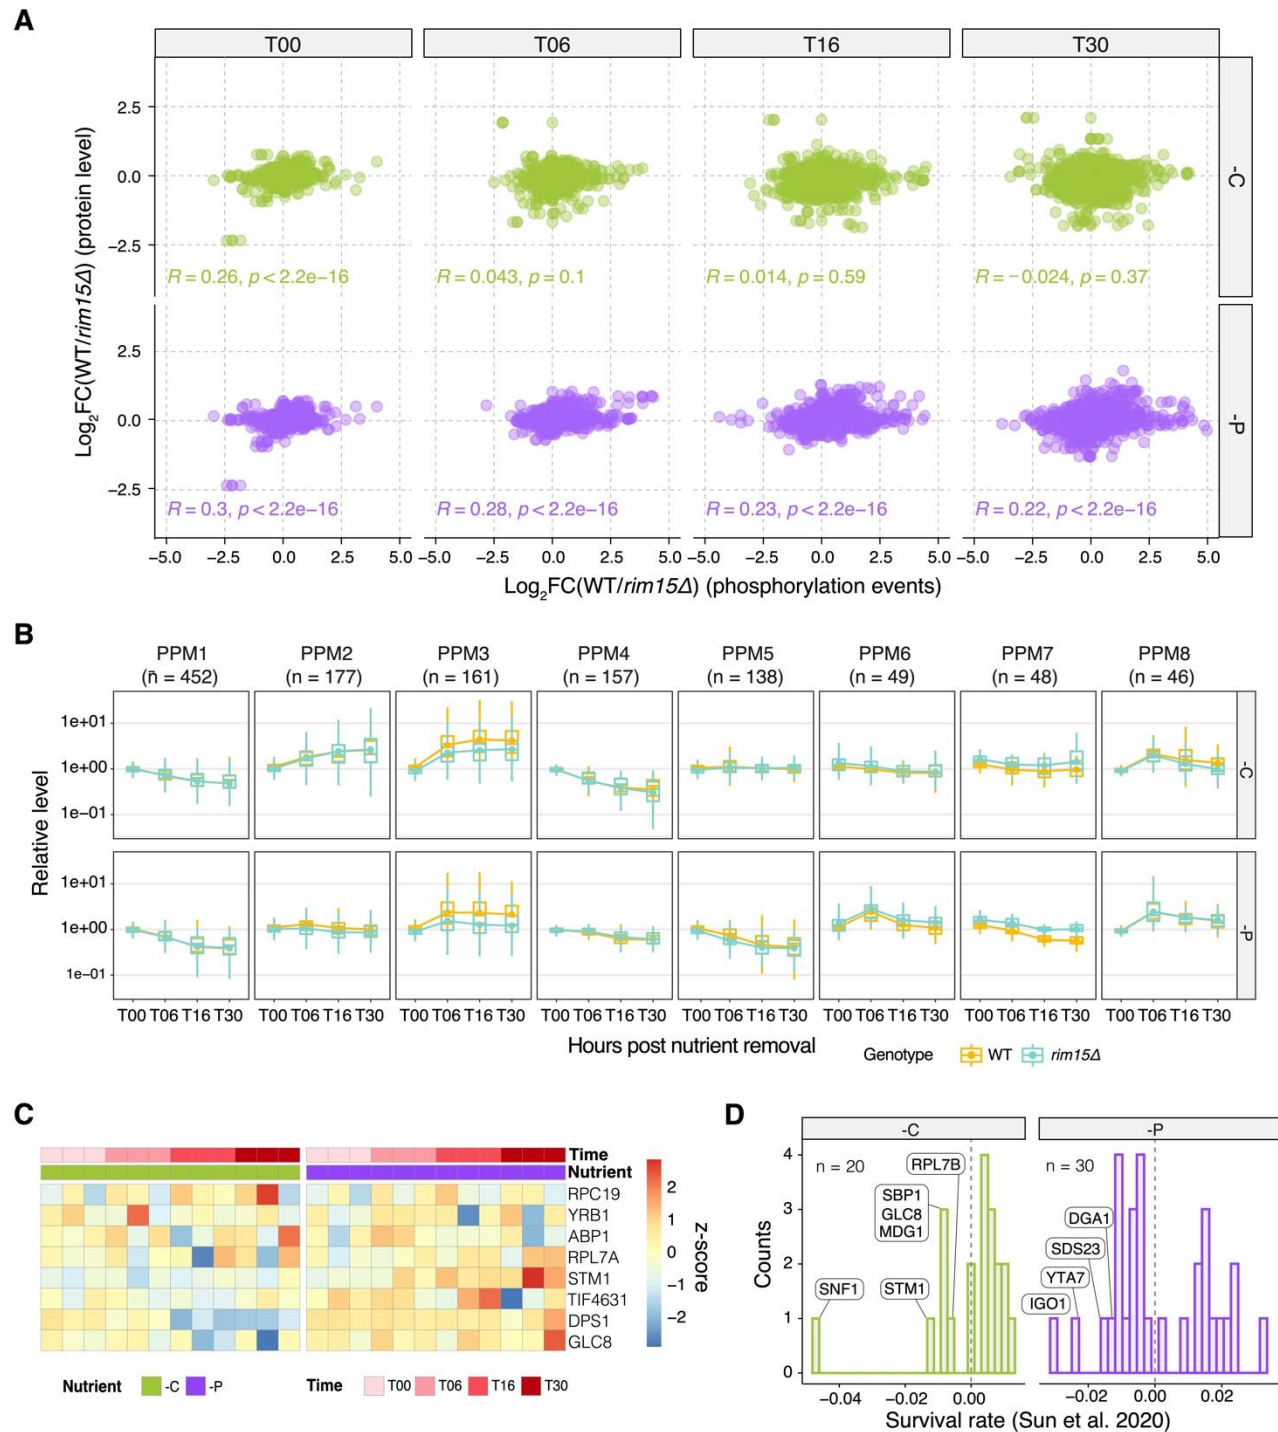 A
T00 T06 T16 T30
2.5
0.0
−2.5
-C
R = 0.26, p < 2.2e−16
R = 0.043, p = 0.1
R = 0.014, p = 0.59
R = −0.024, p = 0.37
Log2FC(WT/rim15Δ) (protein level)
2.5
0.0
−2.5
-P
R = 0.3, p < 2.2e−16
R = 0.28, p < 2.2e−16
R = 0.23, p < 2.2e−16
R = 0.22, p < 2.2e−16
−5.0 −2.5 0.0 2.5 5.0 −5.0 −2.5 0.0 2.5 5.0 −5.0 −2.5 0.0 2.5 5.0 −5.0 −2.5 0.0 2.5 5.0
Log2FC(WT/rim15Δ) (phosphorylation events)
B
PPM1 PPM2 PPM3 PPM4 PPM5 PPM6 PPM7 PPM8
(n = 452) (n = 177) (n = 161) (n = 157) (n = 138) (n = 49) (n = 48) (n = 46)
1e+01
1e+00
1e−01
-C
Relative level
1e+01
1e+00
1e−01
-P
T00 T06 T16 T30 T00 T06 T16 T30 T00 T06 T16 T30 T00 T06 T16 T30 T00 T06 T16 T30 T00 T06 T16 T30 T00 T06 T16 T30 T00 T06 T16 T30
Hours post nutrient removal
Genotype WT rim15Δ
C
Time
Nutrient
RPC19
YRB1
ABP1
RPL7A
STM1
TIF4631
DPS1
GLC8
2
1
0
−1
−2
z-score
Nutrient -C -P Time T00 T06 T16 T30
D
-C -P
4
3
2
1
0
Counts
n = 20
RPL7B
SBP1
GLC8
MDG1
SNF1
STM1
n = 30
DGA1
SDS23
YTA7
IGO1
−0.04 −0.02 0.00 −0.02 0.00 0.02
Survival rate (Sun et al. 2020)